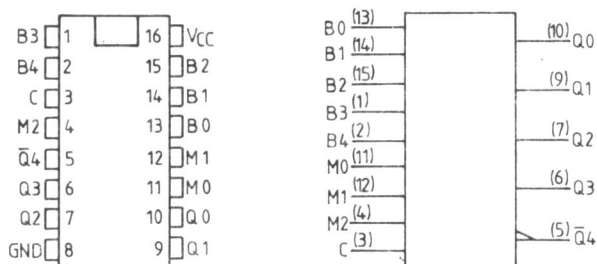 B3 1 16 VCC
B4 2 15 B2
C 3 14 B1
M2 4 13 B0
Q̅4 5 12 M1
Q3 6 11 M0
Q2 7 10 Q0
GND 8 9 Q1
B0 (13)
B1 (14)
B2 (15)
B3 (1)
B4 (2)
M0 (11)
M1 (12)
M2 (4)
C (3)
(10) Q0
(9) Q1
(7) Q2
(6) Q3
(5) Q̅4